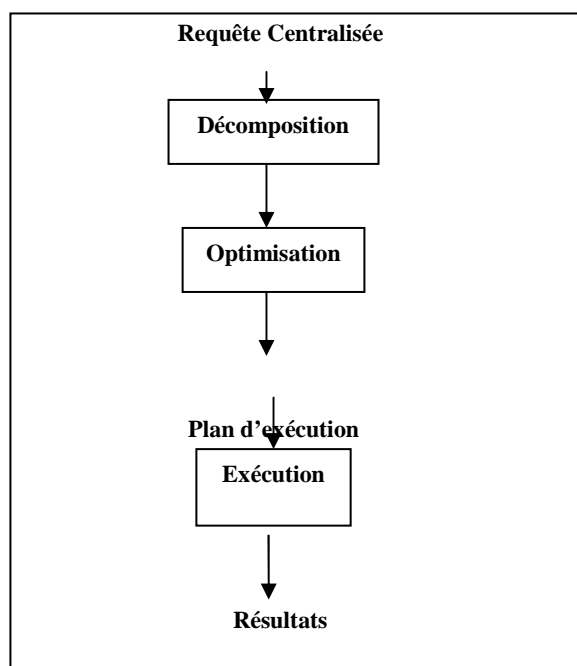 Requête Centralisée
Décomposition
Optimisation
Plan d'exécution
Exécution
Résultats